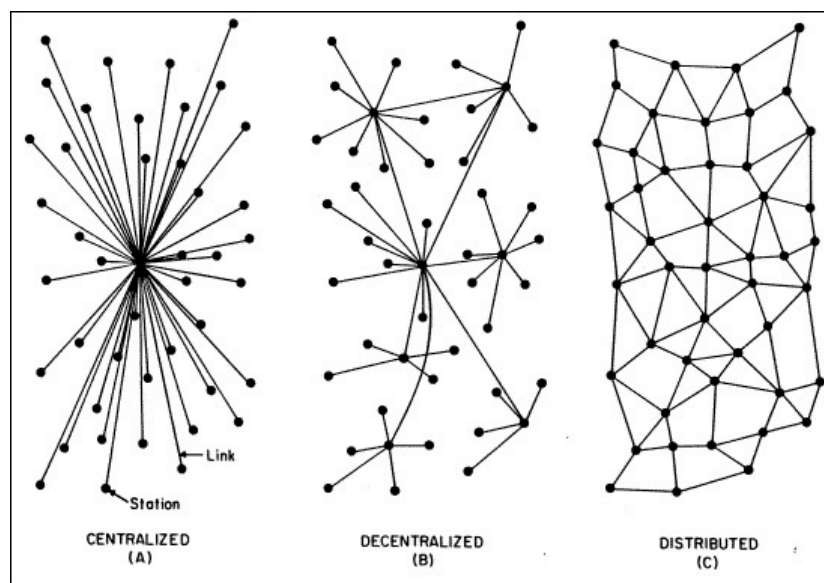 Link
Station
CENTRALIZED
(A)
DECENTRALIZED
(B)
DISTRIBUTED
(C)